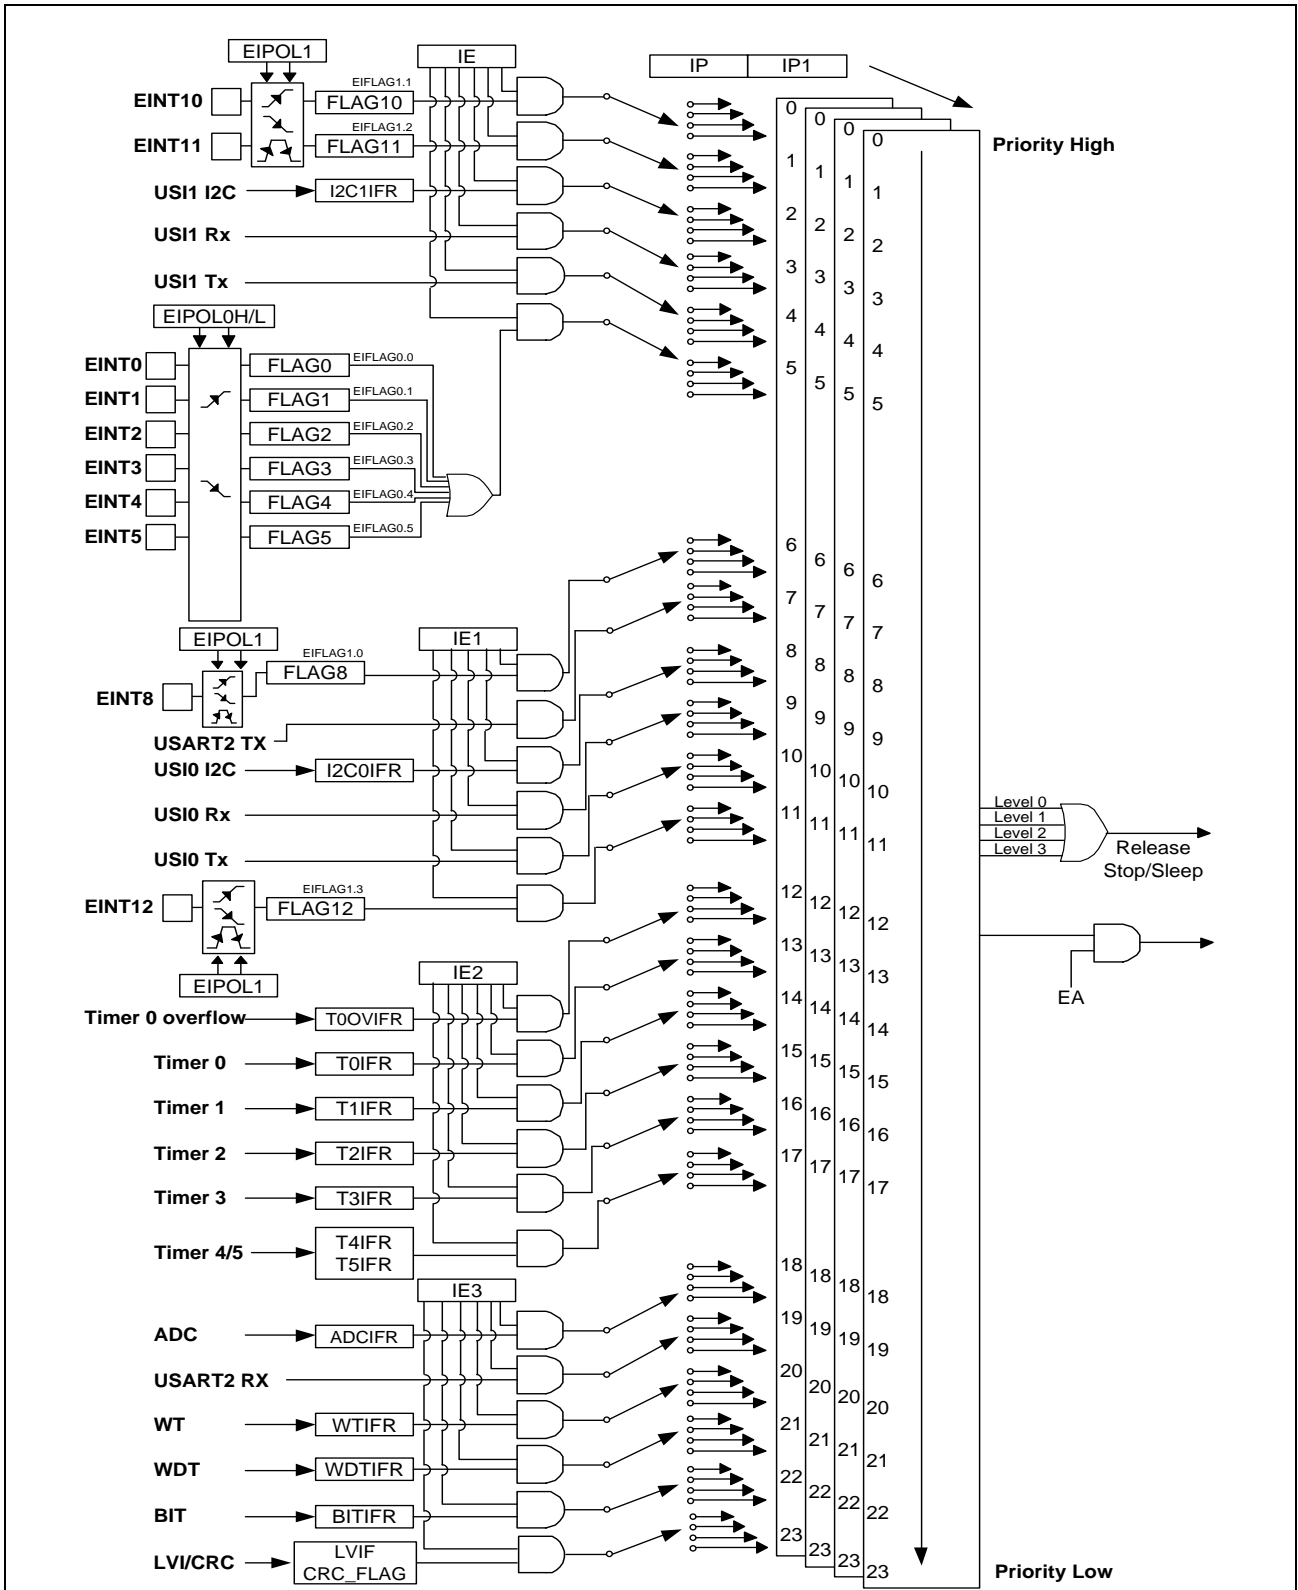 EIPOL1
IE
IP IP1
EINT10 FLAG10 EIFLAG1.1
EINT11 FLAG11 EIFLAG1.2
Priority High
USI1 I2C I2C1IFR
USI1 Rx
USI1 Tx
EIPOL0H/L
EINT0 FLAG0 EIFLAG0.0
EINT1 FLAG1 EIFLAG0.1
EINT2 FLAG2 EIFLAG0.2
EINT3 FLAG3 EIFLAG0.3
EINT4 FLAG4 EIFLAG0.4
EINT5 FLAG5 EIFLAG0.5
EIPOL1
IE1
EINT8 FLAG8 EIFLAG1.0
USART2 TX
USI0 I2C I2C0IFR
USI0 Rx
USI0 Tx
EINT12 FLAG12 EIFLAG1.3
EIPOL1
IE2
Timer 0 overflow T0OVIFR
Timer 0 T0IFR
Timer 1 T1IFR
Timer 2 T2IFR
Timer 3 T3IFR
Timer 4/5 T4IFR
T5IFR
IE3
ADC ADCIFR
USART2 RX
WT WTIFR
WDT WDTIFR
BIT BITIFR
LVI/CRC LVIF
CRC_FLAG
0 0 0 0
1 1 1 1
2 2 2 2
3 3 3 3
4 4 4 4
5 5 5 5
6 6 6 6
7 7 7 7
8 8 8 8
9 9 9 9
10 10 10 10
11 11 11 11
12 12 12 12
13 13 13 13
14 14 14 14
15 15 15 15
16 16 16 16
17 17 17 17
18 18 18 18
19 19 19 19
20 20 20 20
21 21 21 21
22 22 22 22
23 23 23 23
Level 0
Level 1
Level 2
Level 3
Release
Stop/Sleep
EA
Priority Low